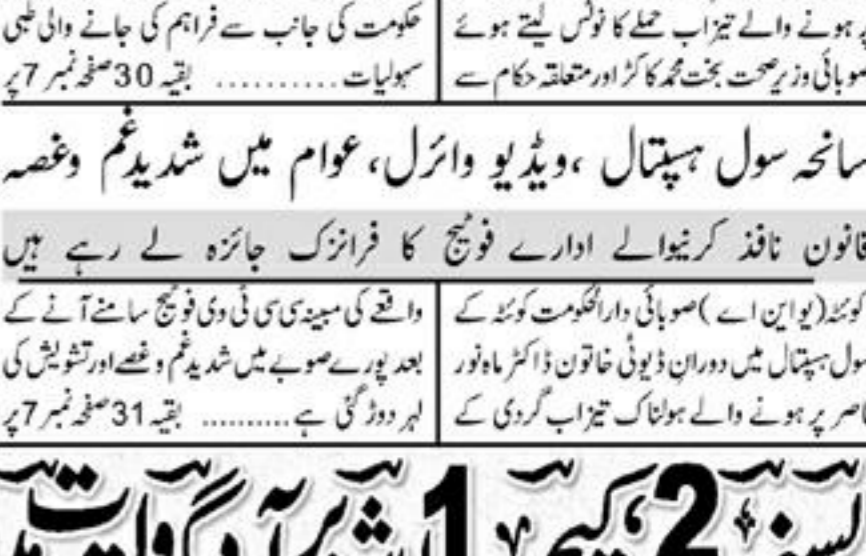 ہونے والے تیزاب حملے کا نوٹس لیتے ہوئے
صوبائی وزیر صحت بخت محمد کاکڑ اور متعلقہ حکام سے
حکومت کی جانب سے فراہم کی جانے والی طبی
سہولیات .......... بقیہ 30 صفحہ نمبر 7 پر
سانحہ سول ہسپتال ،ویڈیو وائرل، عوام میں شدید غم وغصہ
قانون نافذ کرنیوالے ادارے فوٹیج کا فرانزک جائزہ لے رہے ہیں
کوئٹہ (یو این اے ) صوبائی دارالحکومت کوئٹہ کے
سول ہسپتال میں دوران ڈیوٹی خاتون ڈاکٹر ماہ نور
ناصر پر ہونے والے ہولناک تیزاب گردی کے
واقعے کی مبینہ سی سی ٹی وی فوٹیج سامنے آنے کے
بعد پورے صوبے میں شدید غم و غصے اور تشویش کی
لہر دوڑ گئی ہے .......... بقیہ 31 صفحہ نمبر 7 پر
2 1